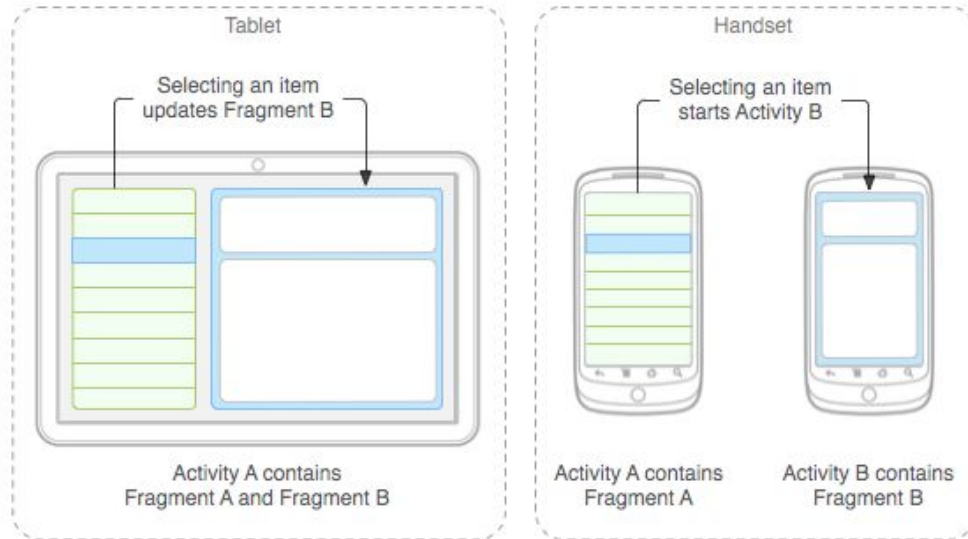 Tablet
Selecting an item
updates Fragment B
Activity A contains
Fragment A and Fragment B
Handset
Selecting an item
starts Activity B
Activity A contains
Fragment A
Activity B contains
Fragment B